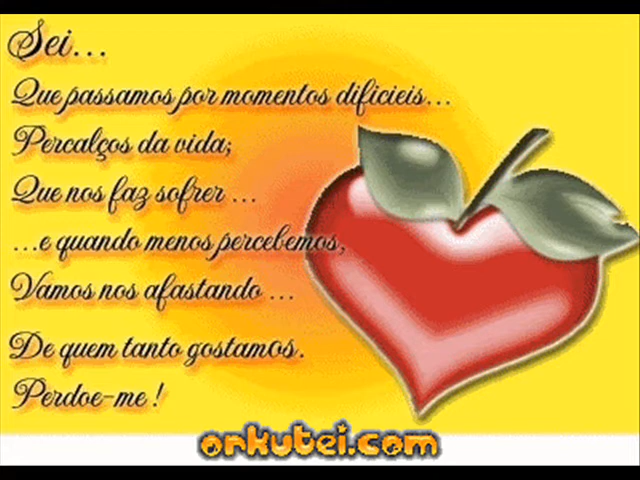 Sei...
Que passamos por momentos dificieis...
Percalços da vida;
Que nos faz sofrer ...
...e quando menos percebemos,
Vamos nos afastando ...
De quem tanto gostamos.
Perdoe-me !
orkutei.com